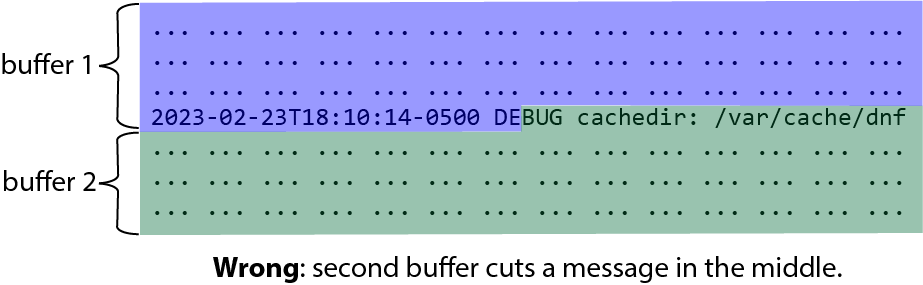 buffer 1
... ... ... ... ... ... ... ... ... ... ... ... ... ...
... ... ... ... ... ... ... ... ... ... ... ... ... ...
... ... ... ... ... ... ... ... ... ... ... ... ... ...
2023-02-23T18:10:14-0500 DEBUG cachedir: /var/cache/dnf
buffer 2
... ... ... ... ... ... ... ... ... ... ... ... ... ...
... ... ... ... ... ... ... ... ... ... ... ... ... ...
... ... ... ... ... ... ... ... ... ... ... ... ... ...
Wrong: second buffer cuts a message in the middle.